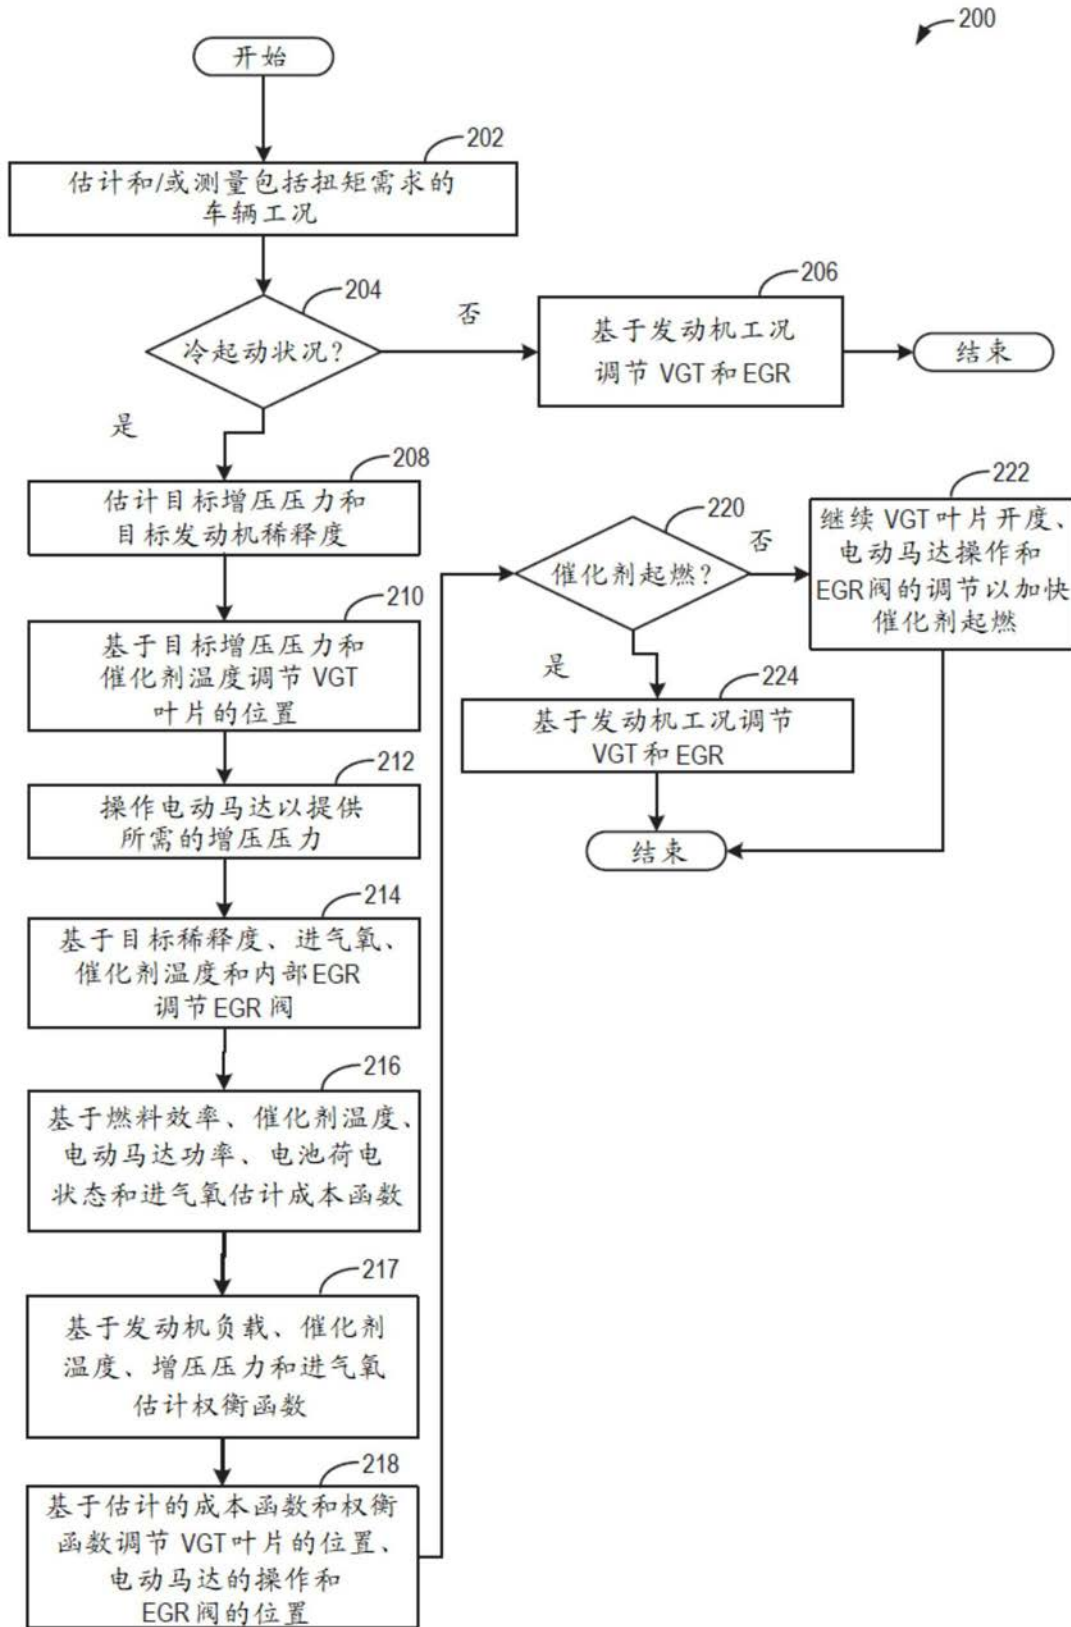 200
开始
202
估计和/或测量包括扭矩需求的
车辆工况
204
冷起动状况?
否
206
基于发动机工况
调节 VGT 和 EGR
结束
是
208
估计目标增压压力和
目标发动机稀释度
210
基于目标增压压力和
催化剂温度调节 VGT
叶片的位置
212
操作电动马达以提供
所需的增压压力
214
基于目标稀释度、进气氧、
催化剂温度和内部EGR
调节EGR 阀
216
基于燃料效率、催化剂温度、
电动马达功率、电池荷电
状态和进气氧估计成本函数
217
基于发动机负载、催化剂
温度、增压压力和进气氧
估计权衡函数
218
基于估计的成本函数和权衡
函数调节 VGT 叶片的位置、
电动马达的操作和
EGR 阀的位置
220
催化剂起燃?
否
222
继续 VGT 叶片开度、
电动马达操作和
EGR阀的调节以加快
催化剂起燃
是
224
基于发动机工况调节
VGT 和 EGR
结束